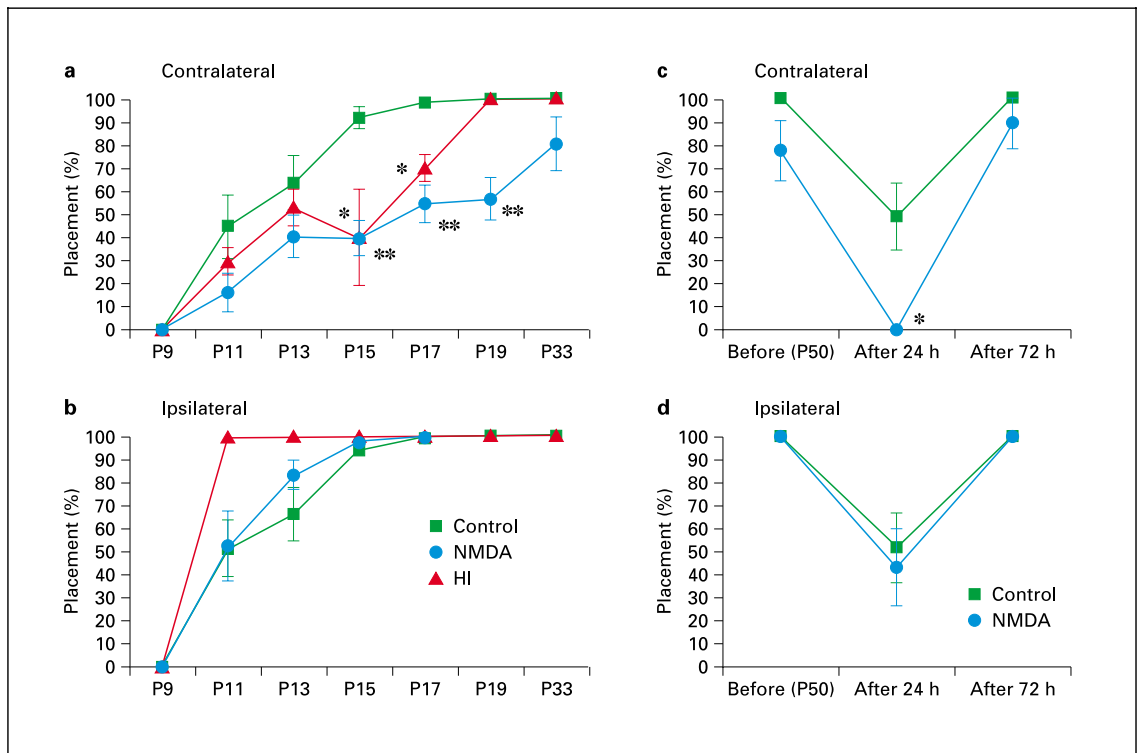 a Contralateral
100
90
80
70
60
50
40
30
20
10
0
Placement (%)
*
*
**
**
**
P9 P11 P13 P15 P17 P19 P33
b Ipsilateral
100
90
80
70
60
50
40
30
20
10
0
Placement (%)
Control
NMDA
HI
P9 P11 P13 P15 P17 P19 P33
c Contralateral
100
90
80
70
60
50
40
30
20
10
0
Placement (%)
*
Before (P50) After 24 h After 72 h
d Ipsilateral
100
90
80
70
60
50
40
30
20
10
0
Placement (%)
Control
NMDA
Before (P50) After 24 h After 72 h